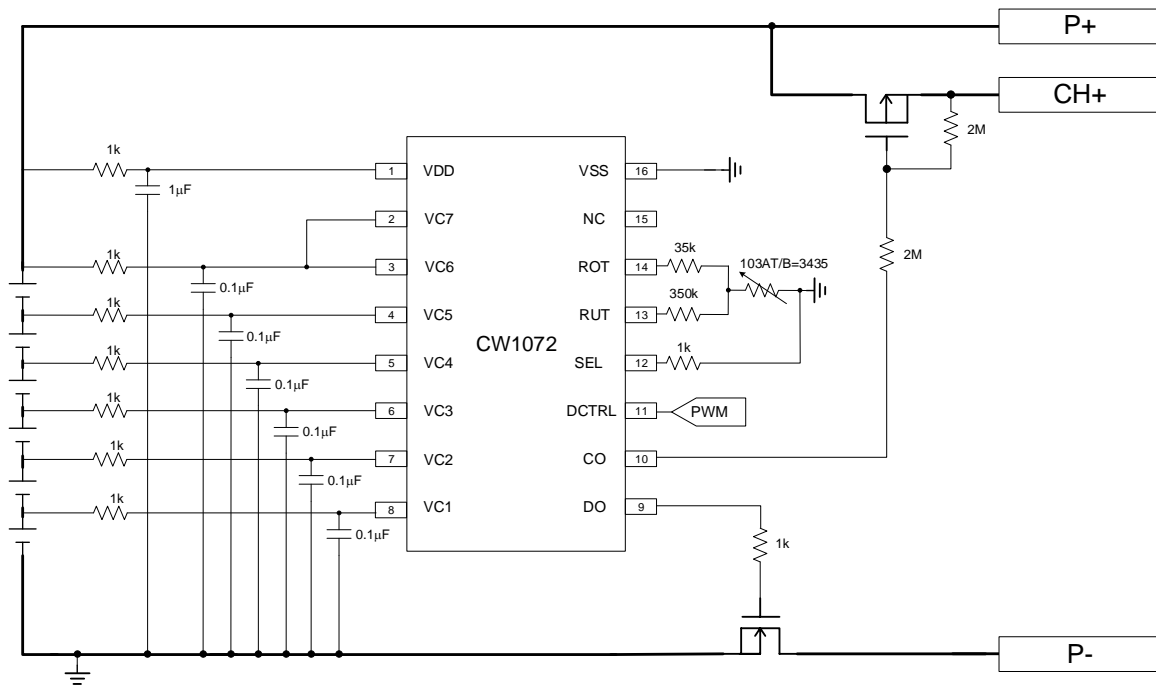 P+
CH+
2M
1k
1 VDD VSS 16
1μF
2 VC7 NC 15
1k
3 VC6 ROT 14
35k
2M
0.1μF
103AT/B=3435
1k
4 VC5 RUT 13
350k
0.1μF
CW1072
1k
5 VC4 SEL 12
1k
0.1μF
1k
6 VC3 DCTRL 11
PWM
0.1μF
1k
7 VC2 CO 10
0.1μF
1k
8 VC1 DO 9
0.1μF
1k
P-